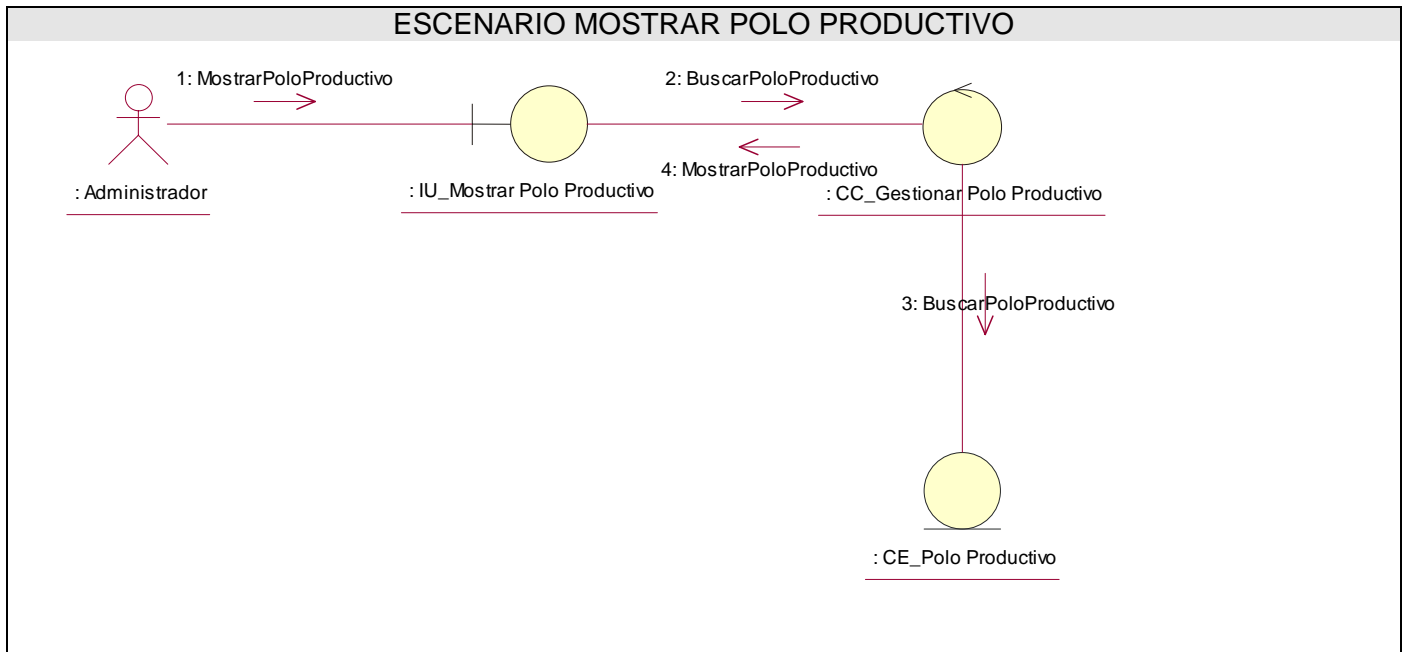 ESCENARIO MOSTRAR POLO PRODUCTIVO
1: MostrarPoloProductivo
2: BuscarPoloProductivo
4: MostrarPoloProductivo
: Administrador
: IU_Mostrar Polo Productivo
: CC_Gestionar Polo Productivo
3: BuscarPoloProductivo
: CE_Polo Productivo